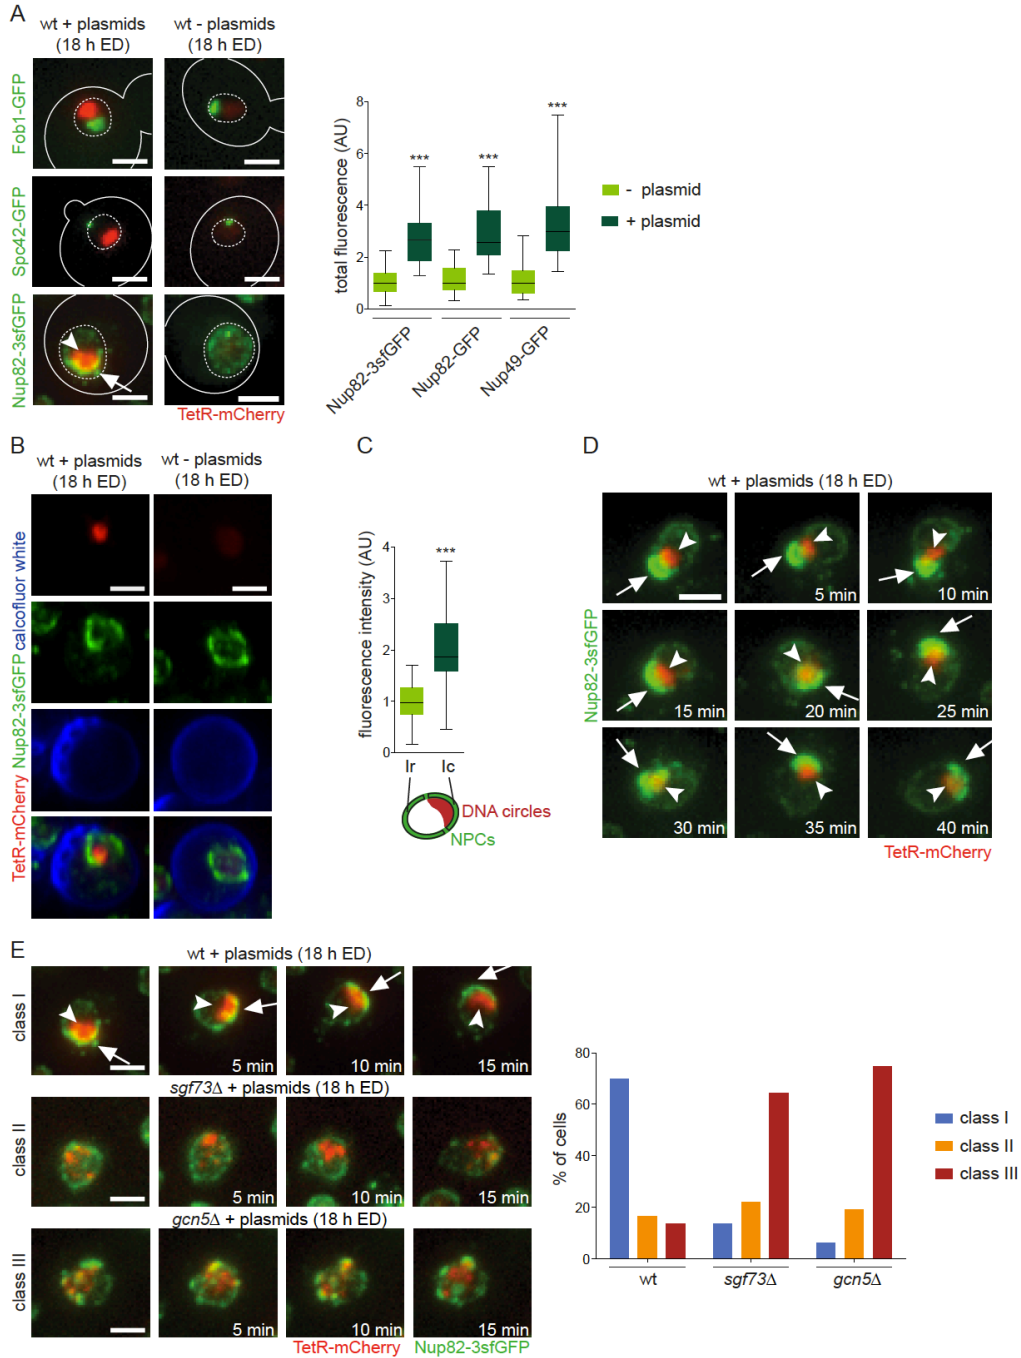 A
wt + plasmids
(18 h ED)
wt - plasmids
(18 h ED)
Fob1-GFP
Spc42-GFP
Nup82-3sfGFP
TetR-mCherry
total fluorescence (AU)
8
6
4
2
0
***
***
***
Nup82-3sfGFP
Nup82-GFP
Nup49-GFP
- plasmid
+ plasmid
B
wt + plasmids
(18 h ED)
wt - plasmids
(18 h ED)
TetR-mCherry Nup82-3sfGFP calcofluor white
C
fluorescence intensity (AU)
4
3
2
1
0
***
Ir
Ic
DNA circles
NPCs
D
wt + plasmids (18 h ED)
Nup82-3sfGFP
5 min
10 min
15 min
20 min
25 min
30 min
35 min
40 min
TetR-mCherry
E
wt + plasmids (18 h ED)
class I
5 min
10 min
15 min
sgf73Δ + plasmids (18 h ED)
class II
5 min
10 min
15 min
gcn5Δ + plasmids (18 h ED)
class III
5 min
10 min
15 min
TetR-mCherry
Nup82-3sfGFP
% of cells
80
60
40
20
0
wt
sgf73Δ
gcn5Δ
class I
class II
class III